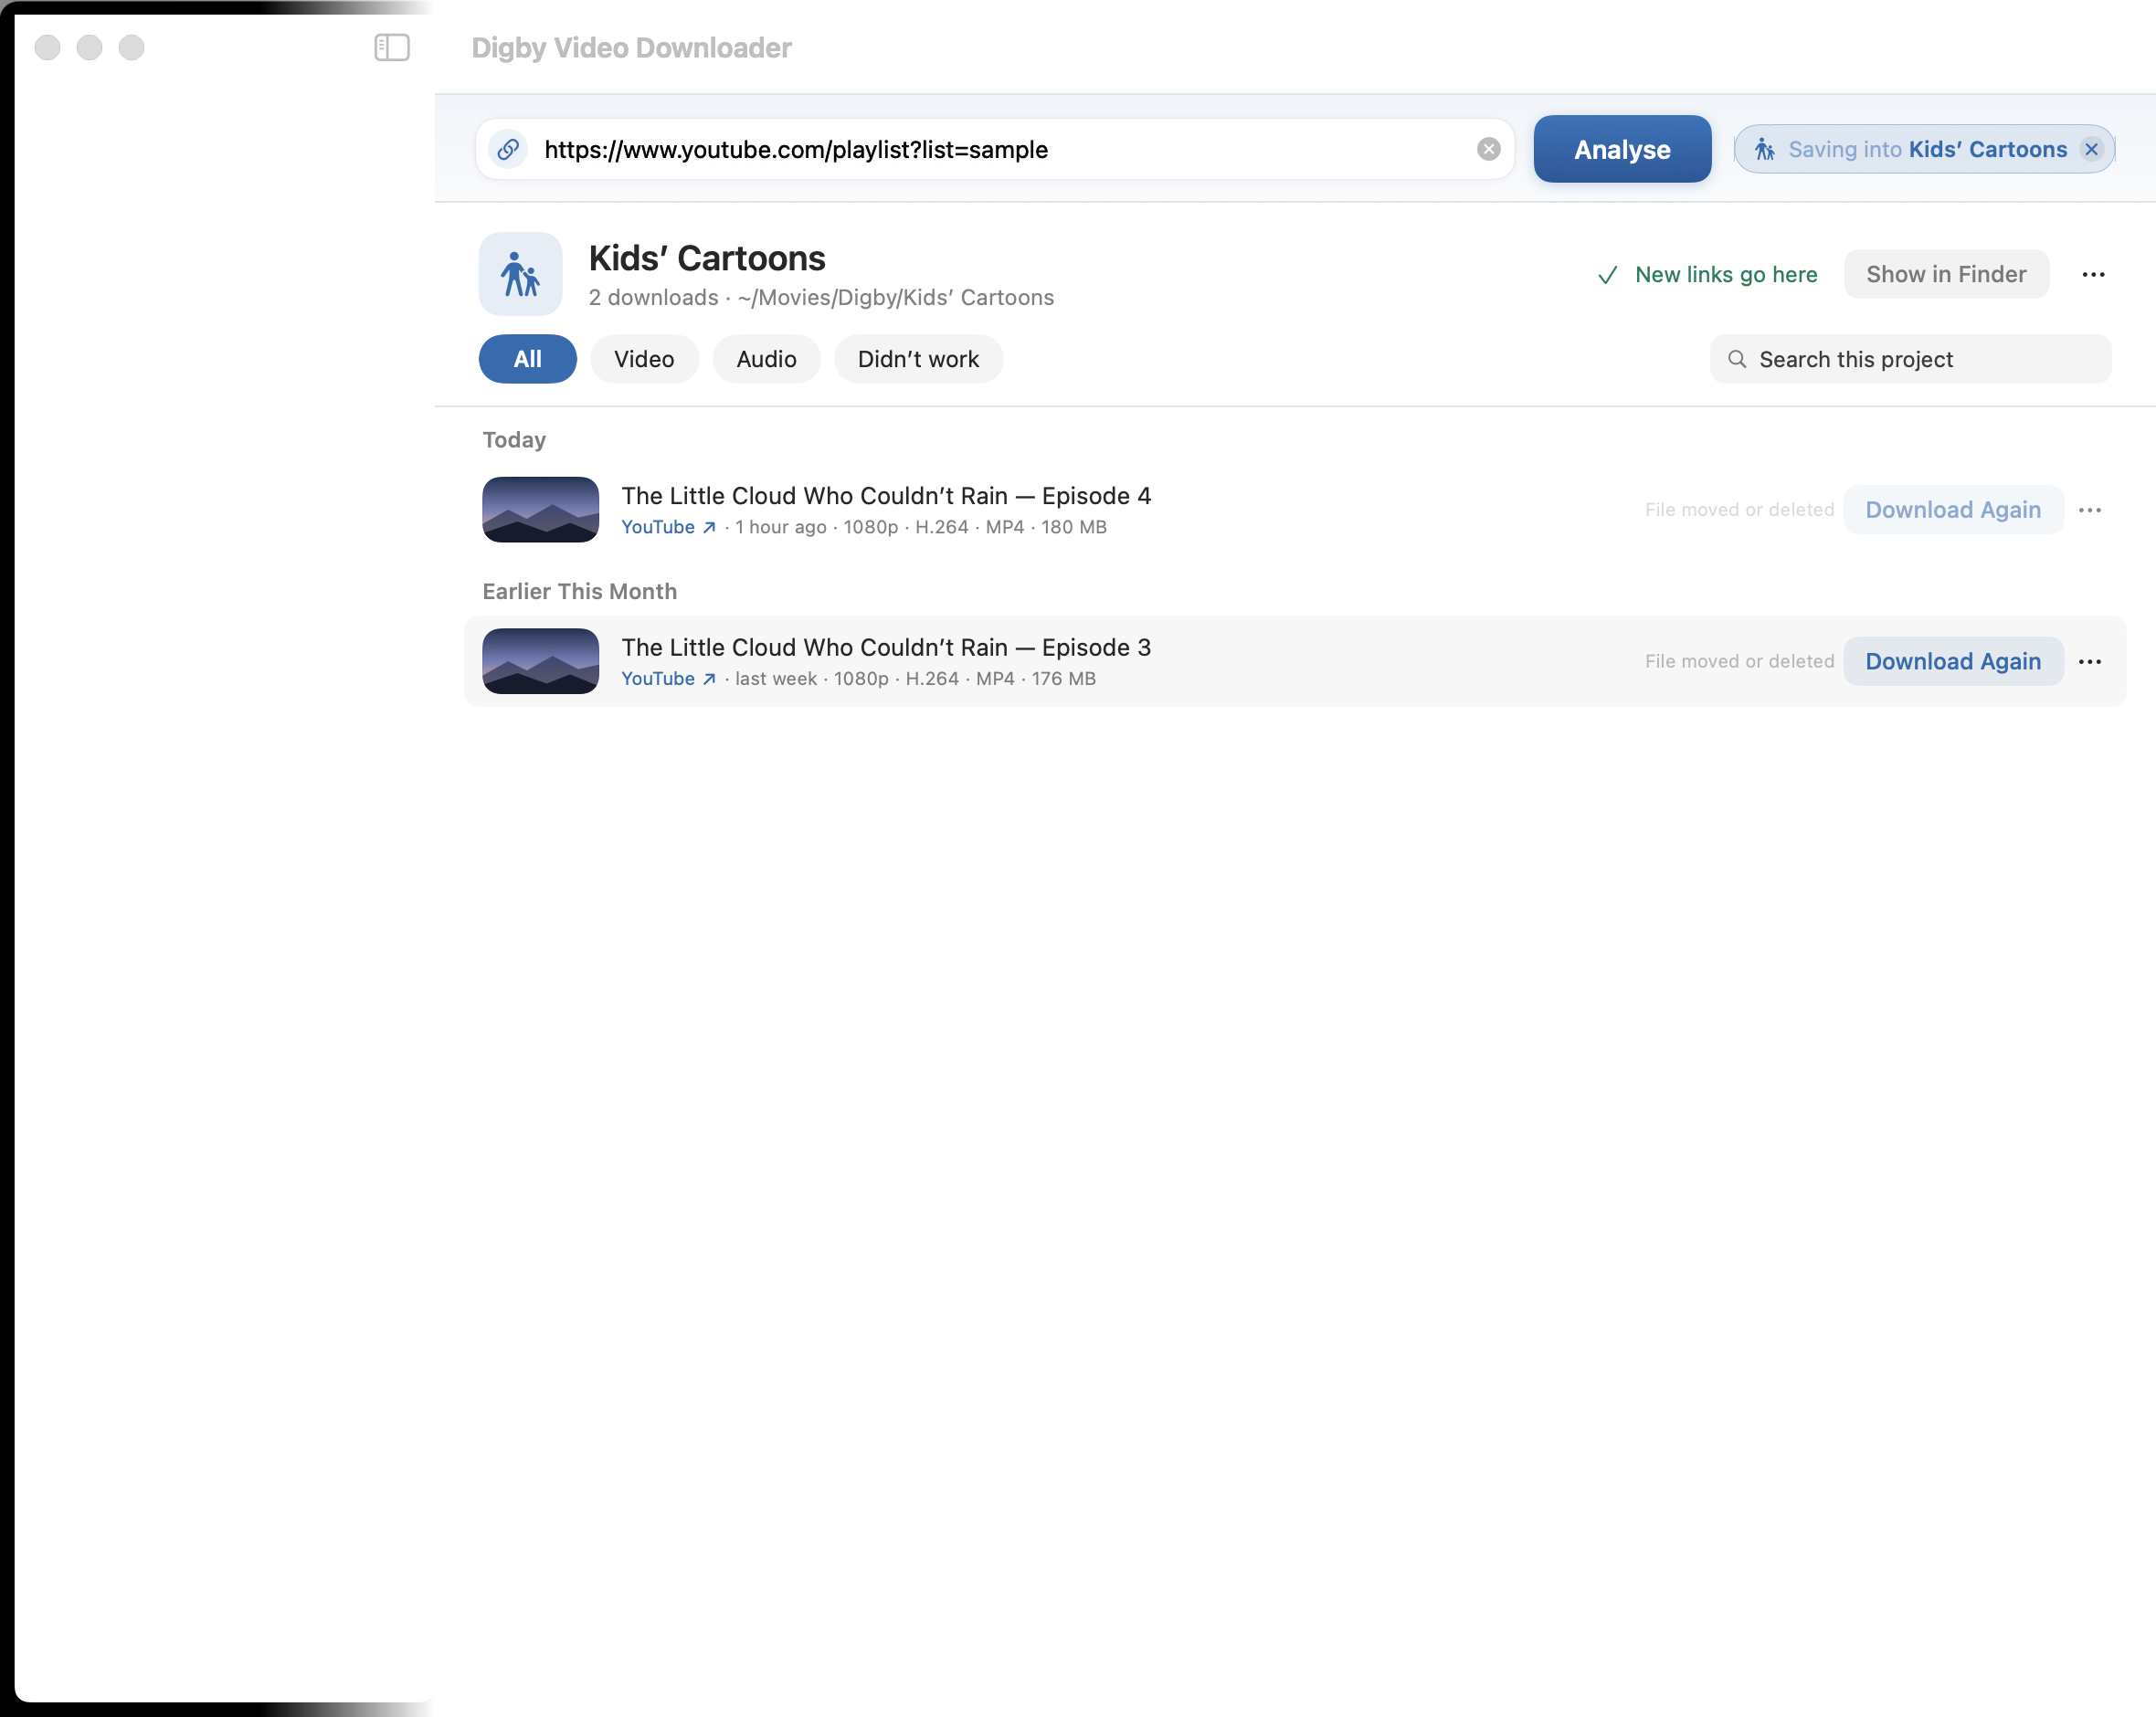 Digby Video Downloader
https://www.youtube.com/playlist?list=sample
Analyse
Saving into Kids’ Cartoons
Kids’ Cartoons
2 downloads · ~/Movies/Digby/Kids’ Cartoons
New links go here
Show in Finder
All
Video
Audio
Didn’t work
Search this project
Today
The Little Cloud Who Couldn’t Rain — Episode 4
YouTube ↗ · 1 hour ago · 1080p · H.264 · MP4 · 180 MB
File moved or deleted
Download Again
Earlier This Month
The Little Cloud Who Couldn’t Rain — Episode 3
YouTube ↗ · last week · 1080p · H.264 · MP4 · 176 MB
File moved or deleted
Download Again